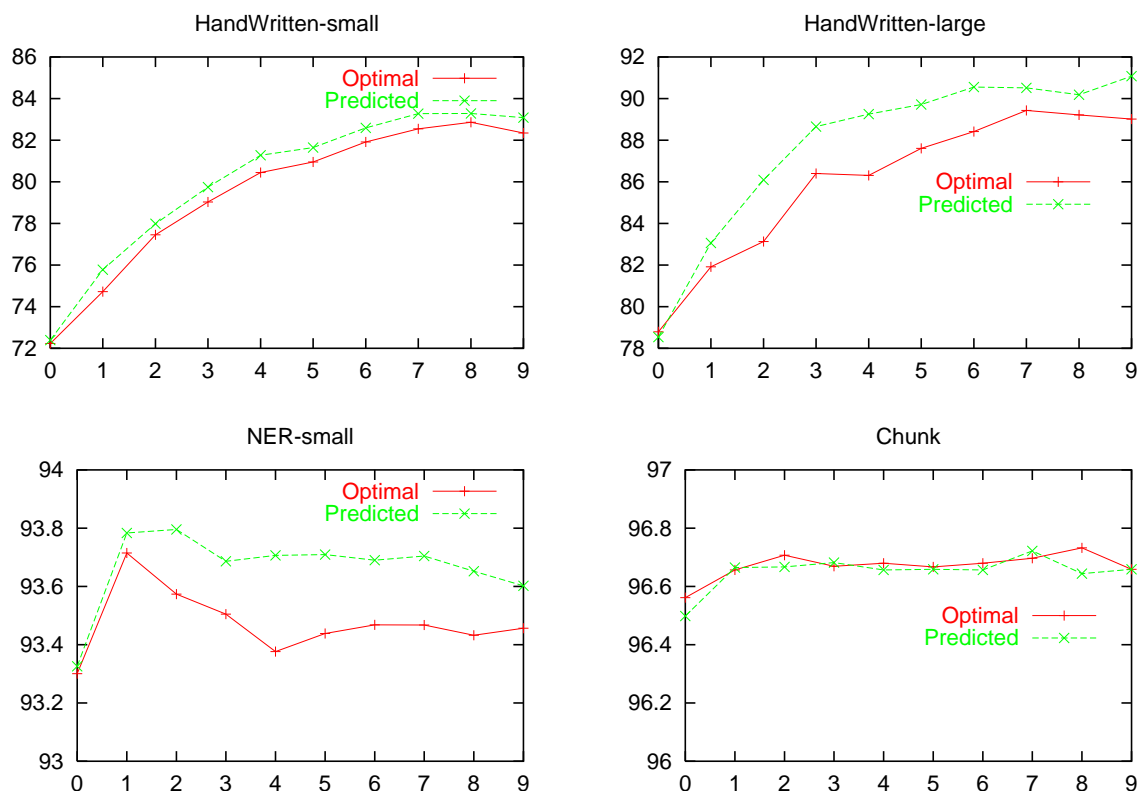 HandWritten-small
86
84
82
80
78
76
74
72
0 1 2 3 4 5 6 7 8 9
Optimal
Predicted
HandWritten-large
92
90
88
86
84
82
80
78
0 1 2 3 4 5 6 7 8 9
Optimal
Predicted
NER-small
94
93.8
93.6
93.4
93.2
93
0 1 2 3 4 5 6 7 8 9
Optimal
Predicted
Chunk
97
96.8
96.6
96.4
96.2
96
0 1 2 3 4 5 6 7 8 9
Optimal
Predicted